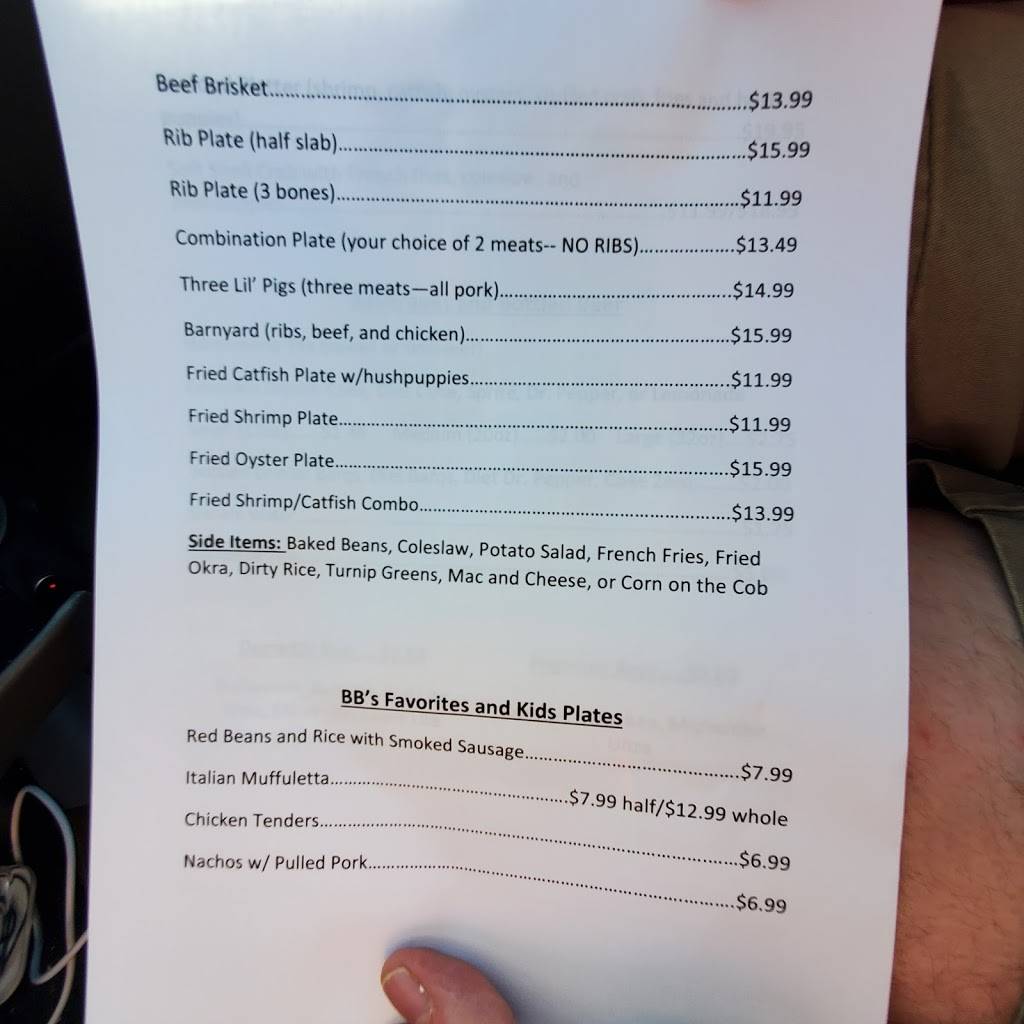 Beef Brisket..........$13.99
Rib Plate (half slab)..........$15.99
Rib Plate (3 bones)..........$11.99
Combination Plate (your choice of 2 meats-- NO RIBS)..........$13.49
Three Lil' Pigs (three meats—all pork)..........$14.99
Barnyard (ribs, beef, and chicken)..........$15.99
Fried Catfish Plate w/hushpuppies..........$11.99
Fried Shrimp Plate..........$11.99
Fried Oyster Plate..........$15.99
Fried Shrimp/Catfish Combo..........$13.99
Side Items: Baked Beans, Coleslaw, Potato Salad, French Fries, Fried
Okra, Dirty Rice, Turnip Greens, Mac and Cheese, or Corn on the Cob
BB's Favorites and Kids Plates
Red Beans and Rice with Smoked Sausage..........$7.99
Italian Muffuletta..........$7.99 half/$12.99 whole
Chicken Tenders..........$6.99
Nachos w/ Pulled Pork..........$6.99